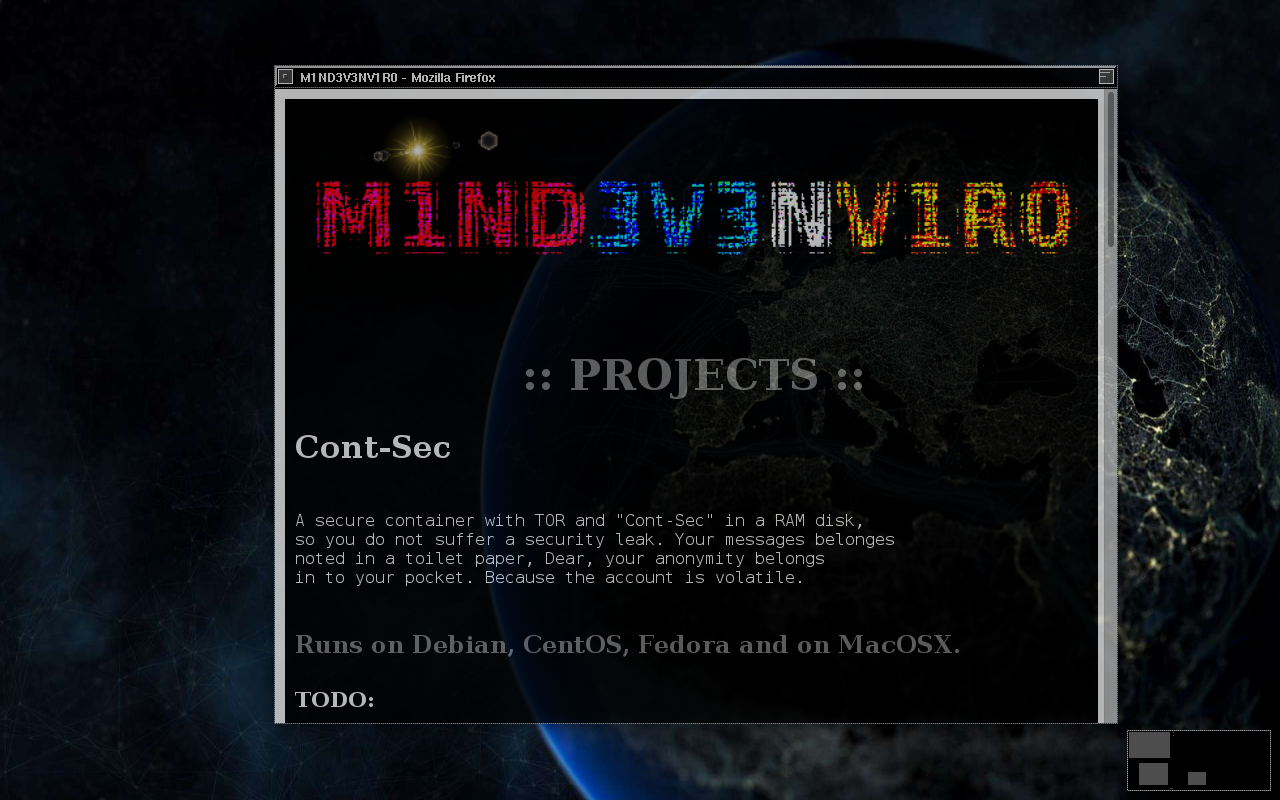 M1ND3V3NV1R0 - Mozilla Firefox
M1ND3V3NV1R0
:: PROJECTS ::
Cont-Sec
A secure container with TOR and "Cont-Sec" in a RAM disk,
so you do not suffer a security leak. Your messages belonges
noted in a toilet paper, Dear, your anonymity belongs
in to your pocket. Because the account is volatile.
Runs on Debian, CentOS, Fedora and on MacOSX.
TODO: